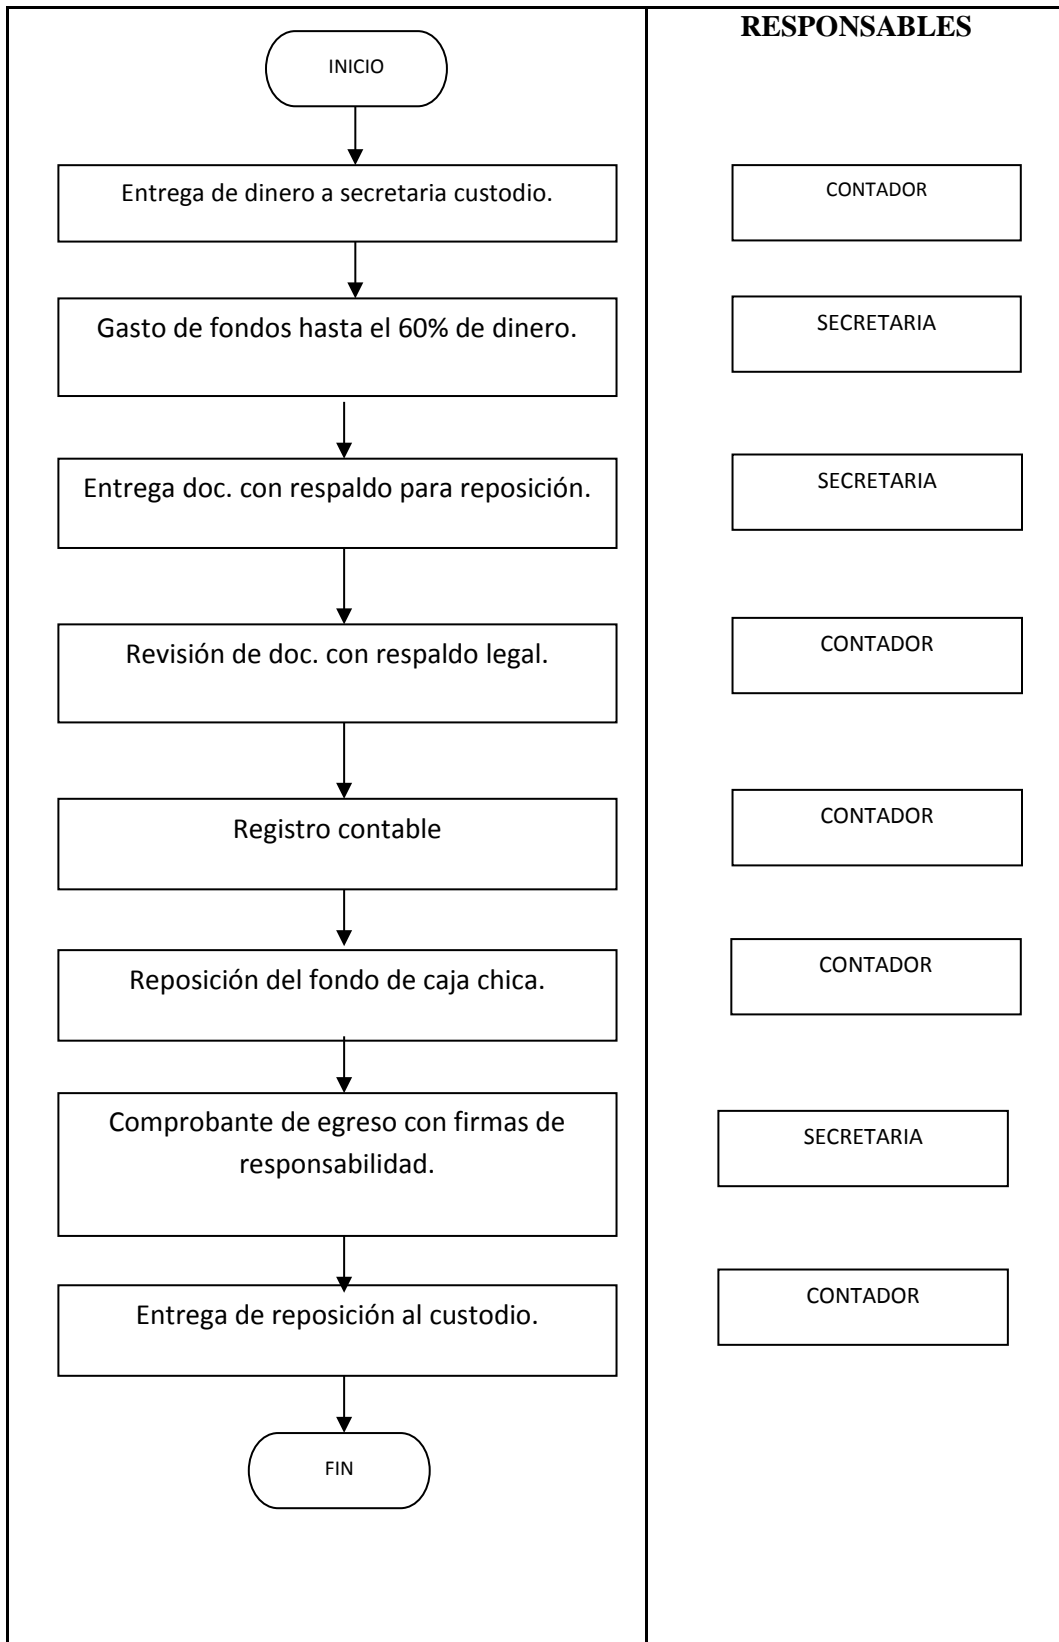 RESPONSABLES
INICIO
Entrega de dinero a secretaria custodio.
CONTADOR
Gasto de fondos hasta el 60% de dinero.
SECRETARIA
Entrega doc. con respaldo para reposición.
SECRETARIA
Revisión de doc. con respaldo legal.
CONTADOR
Registro contable
CONTADOR
Reposición del fondo de caja chica.
CONTADOR
Comprobante de egreso con firmas de
responsabilidad.
SECRETARIA
Entrega de reposición al custodio.
CONTADOR
FIN